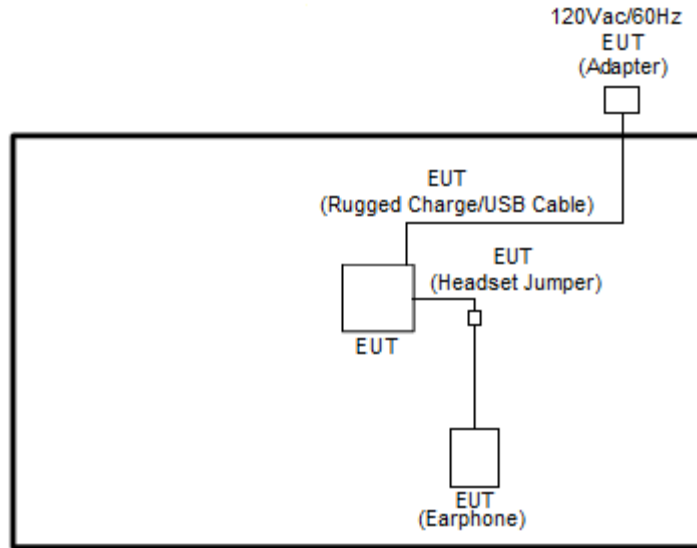 120Vac/60Hz
EUT
(Adapter)
EUT
(Rugged Charge/USB Cable)
EUT
(Headset Jumper)
EUT
EUT
(Earphone)